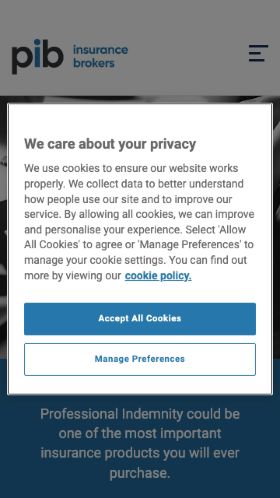 pib insurance
brokers
We care about your privacy
We use cookies to ensure our website works
properly. We collect data to better understand
how people use our site and to improve our
service. By allowing all cookies, we can improve
and personalise your experience. Select 'Allow
All Cookies' to agree or 'Manage Preferences' to
manage your cookie settings. You can find out
more by viewing our cookie policy.
Accept All Cookies
Manage Preferences
Professional Indemnity could be
one of the most important
insurance products you will ever
purchase.